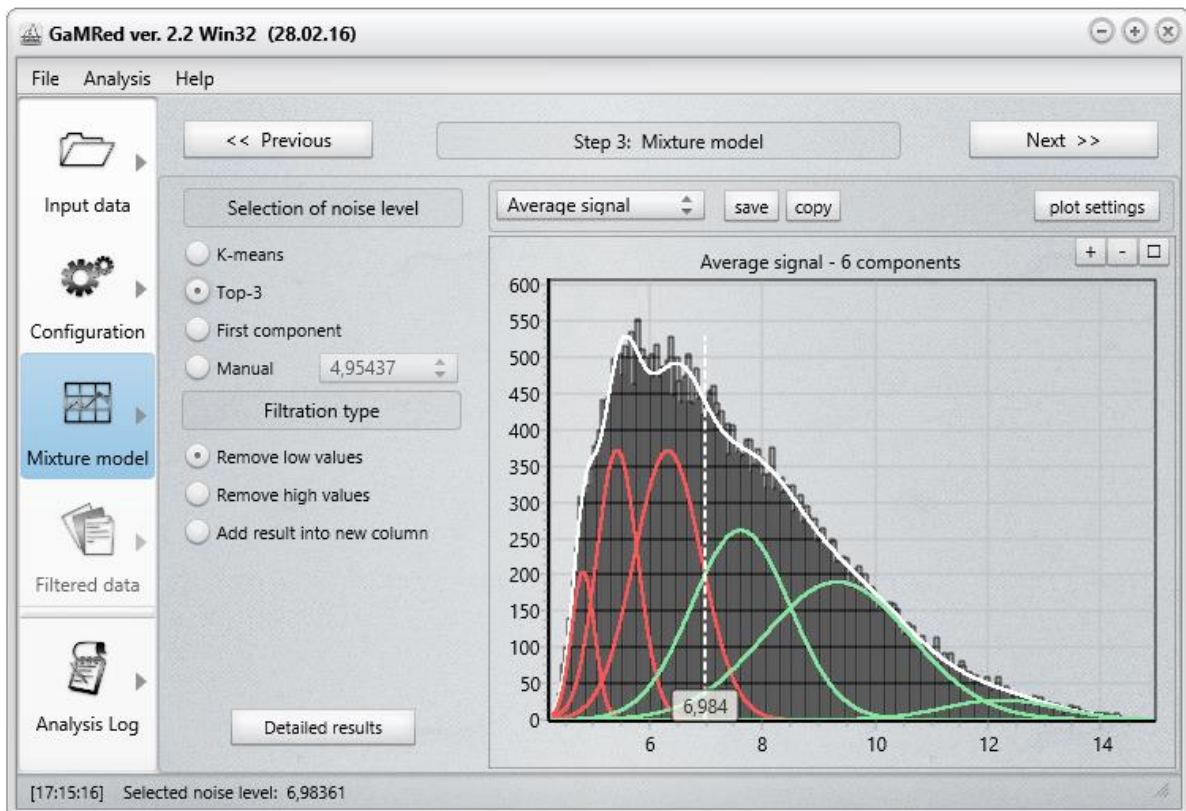 GaMRed ver. 2.2 Win32 (28.02.16)
File Analysis Help
<< Previous
Step 3: Mixture model
Next >>
Input data
Configuration
Mixture model
Filtered data
Analysis Log
Selection of noise level
K-means
Top-3
First component
Manual 4,95437
Filtration type
Remove low values
Remove high values
Add result into new column
Detailed results
Average signal save copy plot settings
+ -
Average signal - 6 components
600
550
500
450
400
350
300
250
200
150
100
50
0
6,984
6 8 10 12 14
[17:15:16] Selected noise level: 6,98361